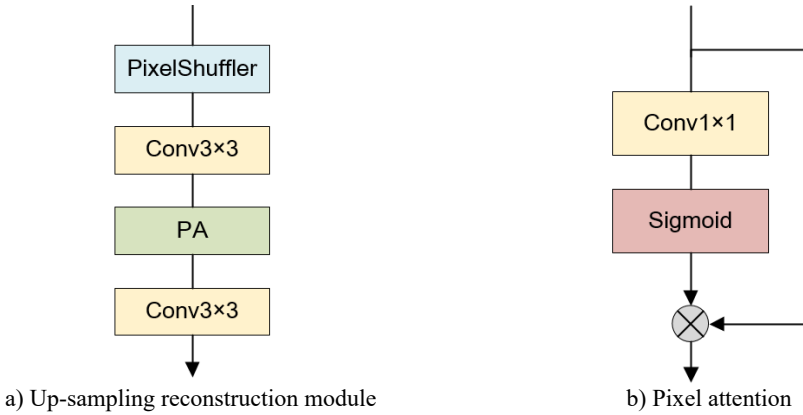 PixelShuffler
Conv3×3
PA
Conv3×3
a) Up-sampling reconstruction module
Conv1×1
Sigmoid
b) Pixel attention